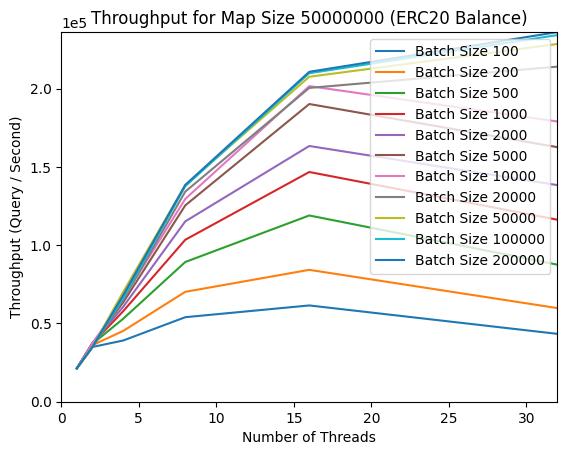 Throughput for Map Size 50000000 (ERC20 Balance)
1e5
Batch Size 100
Batch Size 200
Batch Size 500
Batch Size 1000
Batch Size 2000
Batch Size 5000
Batch Size 10000
Batch Size 20000
Batch Size 50000
Batch Size 100000
Batch Size 200000
Throughput (Query / Second)
2.0
1.5
1.0
0.5
0.0
0 5 10 15 20 25 30
Number of Threads